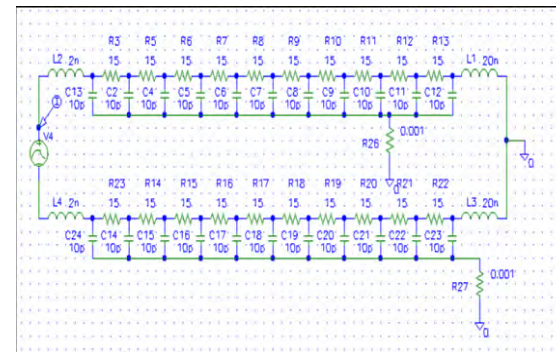 R3 R5 R6 R7 R8 R9 R10 R11 R12 R13
L2 .2n 15 15 15 15 15 15 15 15 15 15 L1 .20n
C13 C2 C4 C5 C6 C7 C8 C9 C10 C11 C12
10p 10p 10p 10p 10p 10p 10p 10p 10p 10p 10p
V4
R26 0.001
0
0
R23 R14 R15 R16 R17 R18 R19 R20 R21 R22
L4 .2n 15 15 15 15 15 15 15 15 15 15 L3 .20n
C24 C14 C15 C16 C17 C18 C19 C20 C21 C22 C23
10p 10p 10p 10p 10p 10p 10p 10p 10p 10p 10p
0.001
R27
0